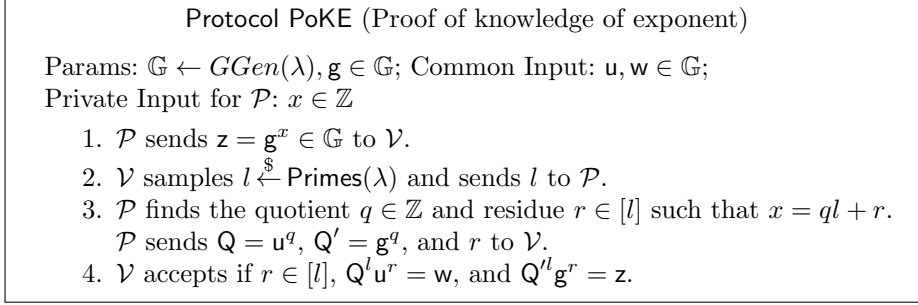 Protocol PoKE (Proof of knowledge of exponent)
Params: 𝔾 ← GGen(λ), g ∈ 𝔾; Common Input: u, w ∈ 𝔾;
Private Input for 𝒫: x ∈ ℤ
1. 𝒫 sends z = g^x ∈ 𝔾 to 𝒱.
2. 𝒱 samples l ←$ Primes(λ) and sends l to 𝒫.
3. 𝒫 finds the quotient q ∈ ℤ and residue r ∈ [l] such that x = ql + r.
𝒫 sends Q = u^q, Q′ = g^q, and r to 𝒱.
4. 𝒱 accepts if r ∈ [l], Q^l u^r = w, and Q′^l g^r = z.